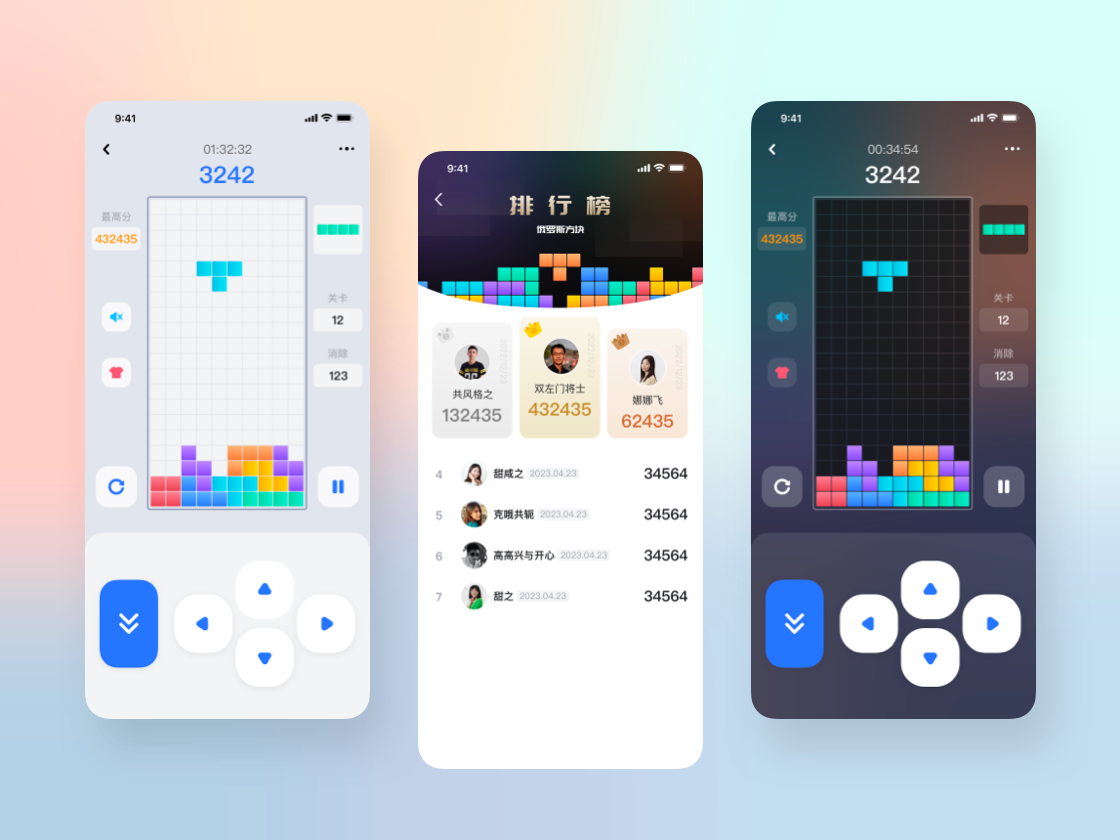 9:41
01:32:32
3242
最高分
432435
关卡
12
消除
123
9:41
排行榜
俄罗斯方块
共风格之
132435
双左门将士
432435
娜娜飞
62435
4 甜咸之 2023.04.23 34564
5 克哦共轭 2023.04.23 34564
6 高高兴与开心 2023.04.23 34564
7 甜之 2023.04.23 34564
9:41
00:34:54
3242
最高分
432435
关卡
12
消除
123